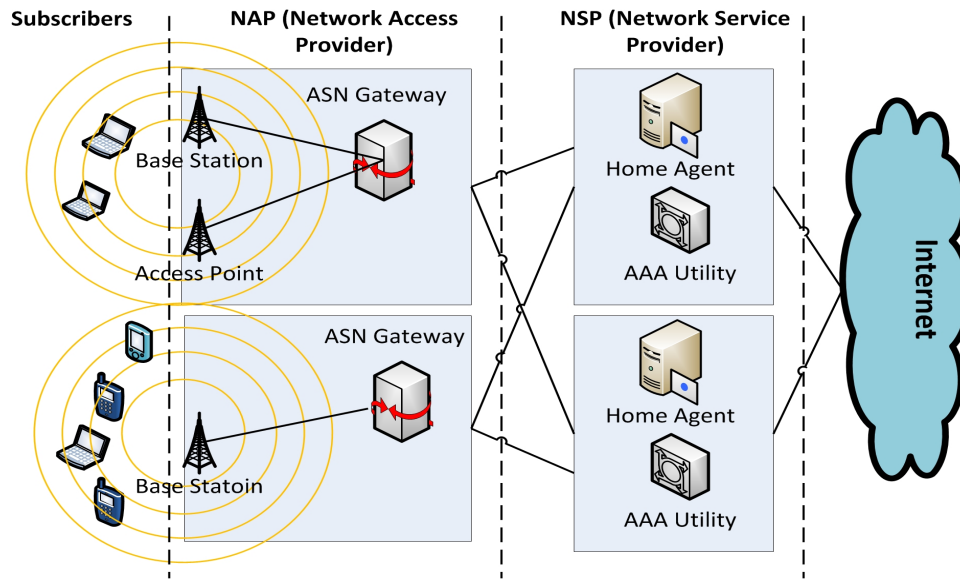 Subscribers
NAP (Network Access
Provider)
NSP (Network Service
Provider)
ASN Gateway
Base Station
Access Point
Home Agent
AAA Utility
ASN Gateway
Base Statoin
Home Agent
AAA Utility
Internet